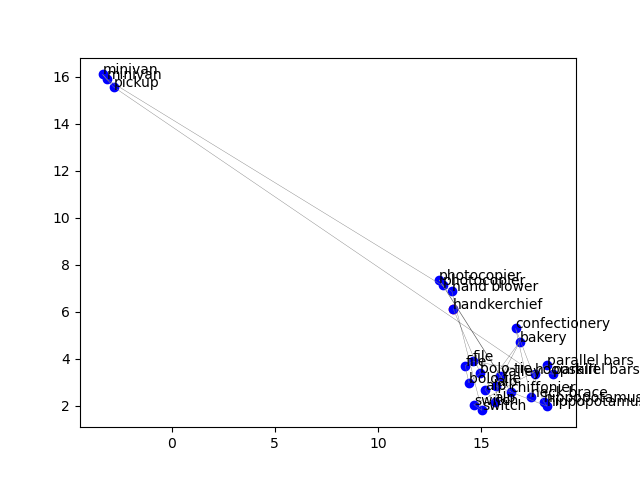 minivan
minivan
pickup
16
14
12
10
8
6
4
2
photocopier
photocopier
hand blower
handkerchief
confectionery
bakery
file
file
parallel bars
parallel bars
bolo tie
bolo tie
chiffonier
neck brace
hippopotamus
hippopotamus
switch
switch
0
5
10
15